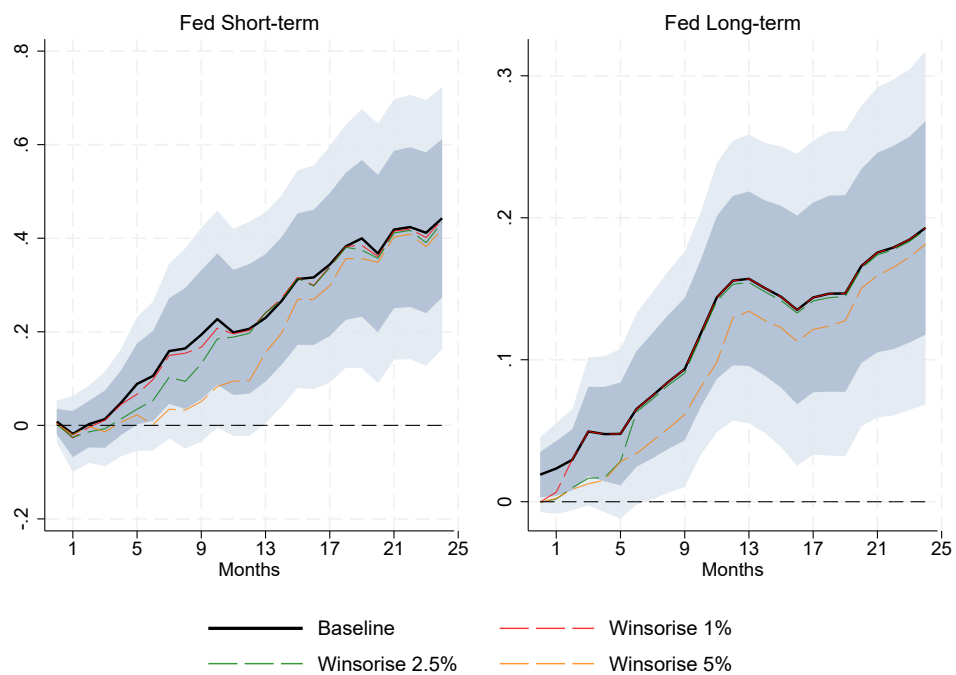 Fed Short-term
Fed Long-term
.8
.6
.4
.2
0
-.2
1 5 9 13 17 21 25
Months
.3
.2
.1
0
1 5 9 13 17 21 25
Months
Baseline
Winsorise 1%
Winsorise 2.5%
Winsorise 5%